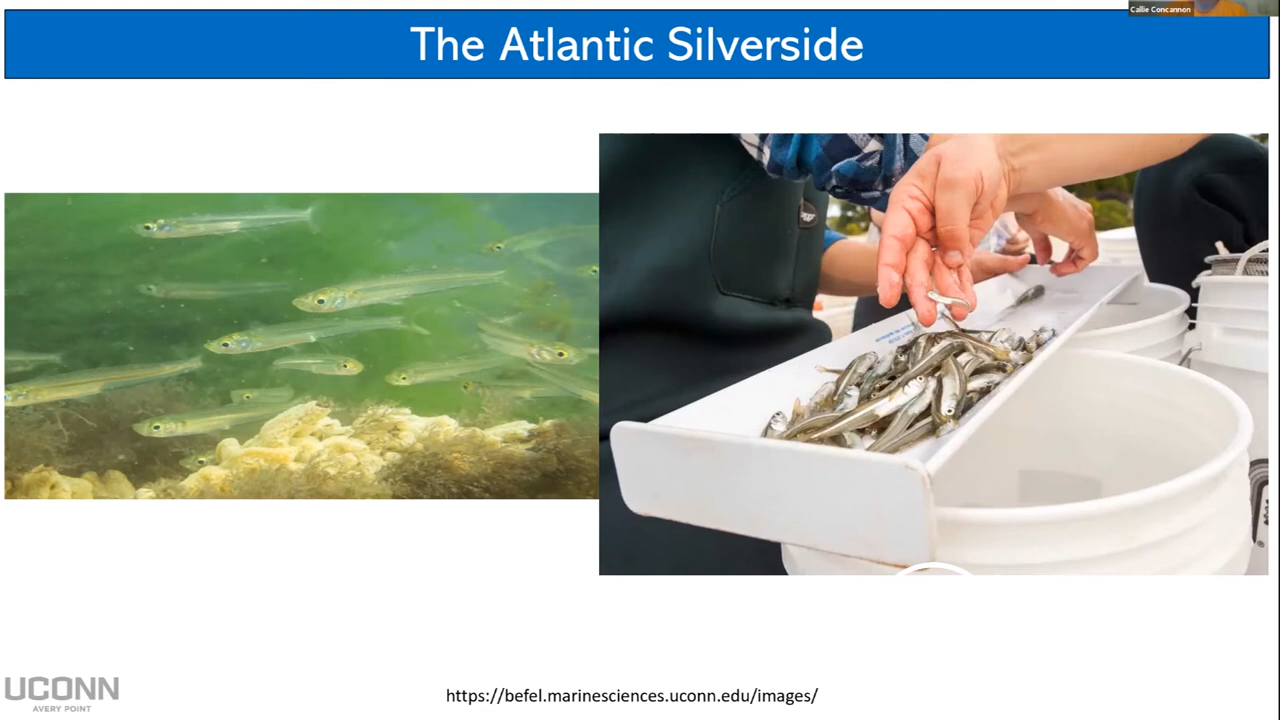 Callie Concannon
The Atlantic Silverside
UCONN
AVERY POINT
https://befel.marinesciences.uconn.edu/images/